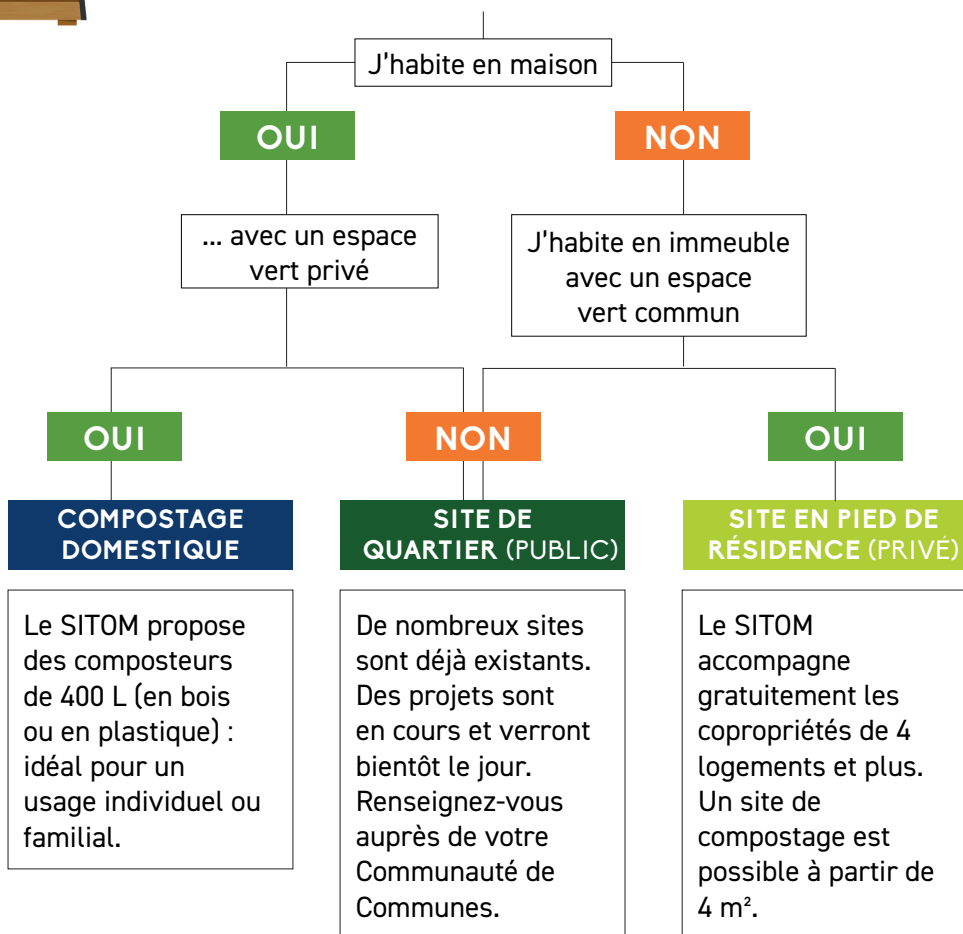 J'habite en maison
OUI
NON
... avec un espace
vert privé
J'habite en immeuble
avec un espace
vert commun
OUI
NON
OUI
COMPOSTAGE
DOMESTIQUE
SITE DE
QUARTIER (PUBLIC)
SITE EN PIED DE
RÉSIDENCE (PRIVÉ)
Le SITOM propose
des composteurs
de 400 L (en bois
ou en plastique) :
idéal pour un
usage individuel ou
familial.
De nombreux sites
sont déjà existants.
Des projets sont
en cours et verront
bientôt le jour.
Renseignez-vous
auprès de votre
Communauté de
Communes.
Le SITOM
accompagne
gratuitement les
copropriétés de 4
logements et plus.
Un site de
compostage est
possible à partir de
4 m².